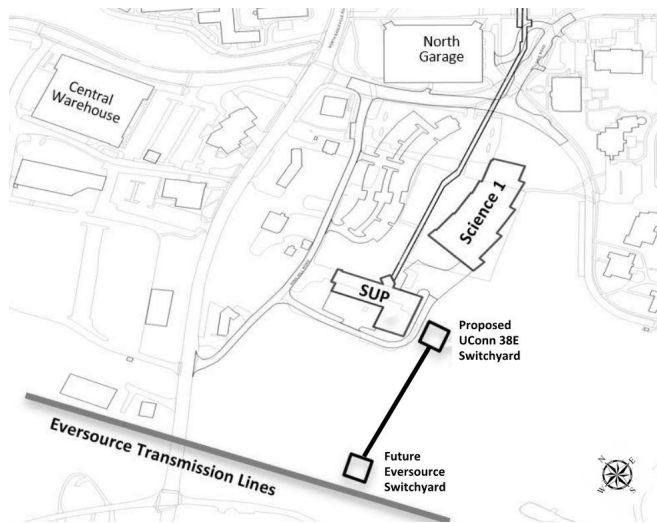 North
Garage
Central
Warehouse
Science 1
SUP
Proposed
UConn 38E
Switchyard
Eversource Transmission Lines
Future
Eversource
Switchyard
N
E
W
S